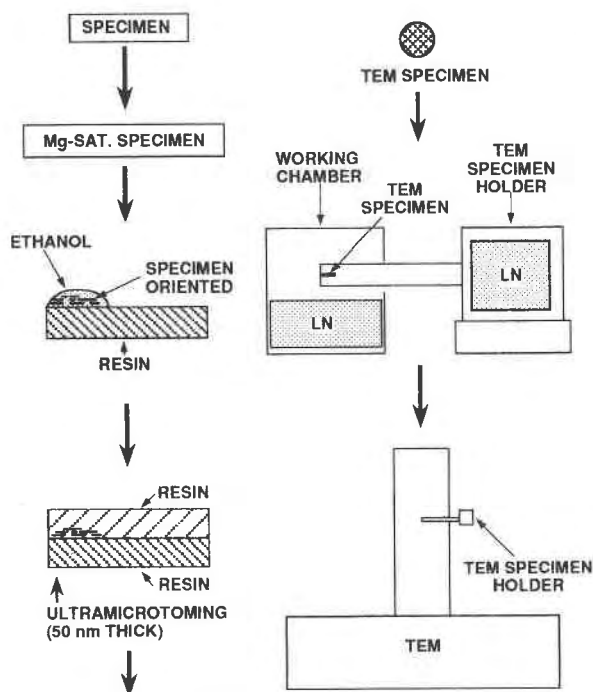 SPECIMEN
Mg-SAT. SPECIMEN
ETHANOL
SPECIMEN
ORIENTED
RESIN
RESIN
RESIN
ULTRAMICROTOMING
(50 nm THICK)
TEM SPECIMEN
WORKING
CHAMBER
TEM
SPECIMEN
TEM
SPECIMEN
HOLDER
LN
LN
TEM SPECIMEN
HOLDER
TEM